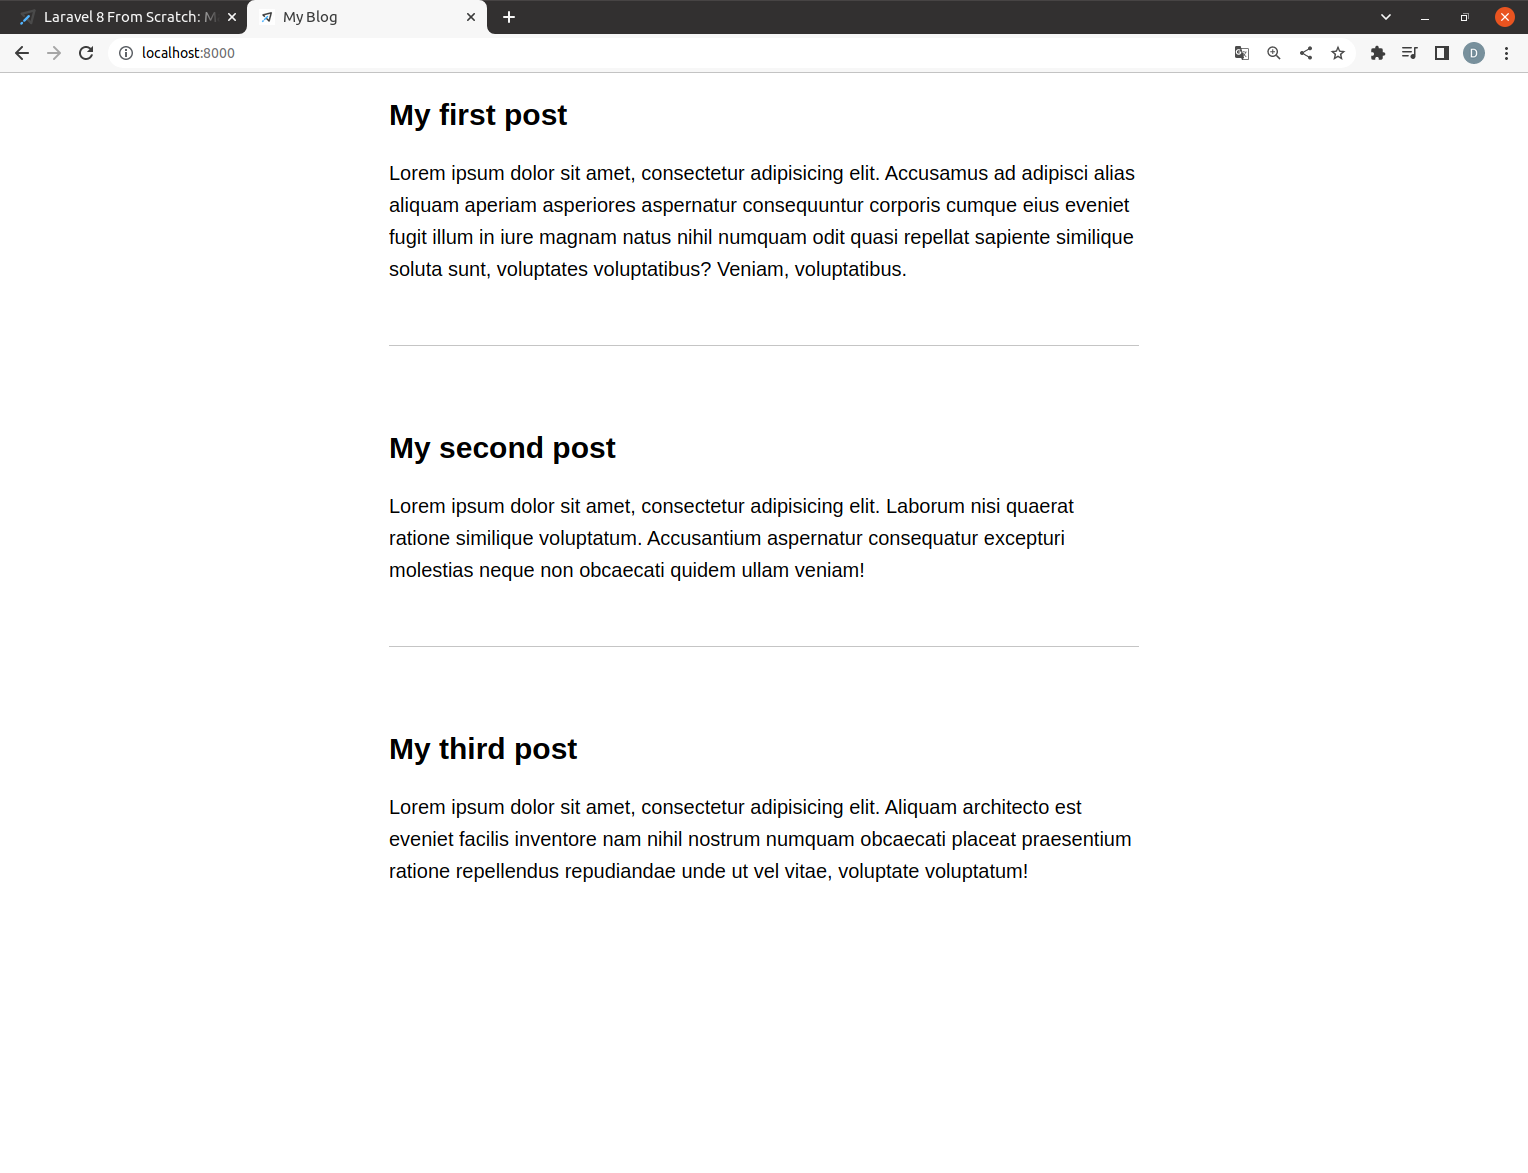 Laravel 8 From Scratch: M
My Blog
localhost:8000
D
My first post
Lorem ipsum dolor sit amet, consectetur adipisicing elit. Accusamus ad adipisci alias
aliquam aperiam asperiores aspernatur consequuntur corporis cumque eius eveniet
fugit illum in iure magnam natus nihil numquam odit quasi repellat sapiente similique
soluta sunt, voluptates voluptatibus? Veniam, voluptatibus.
My second post
Lorem ipsum dolor sit amet, consectetur adipisicing elit. Laborum nisi quaerat
ratione similique voluptatum. Accusantium aspernatur consequatur excepturi
molestias neque non obcaecati quidem ullam veniam!
My third post
Lorem ipsum dolor sit amet, consectetur adipisicing elit. Aliquam architecto est
eveniet facilis inventore nam nihil nostrum numquam obcaecati placeat praesentium
ratione repellendus repudiandae unde ut vel vitae, voluptate voluptatum!